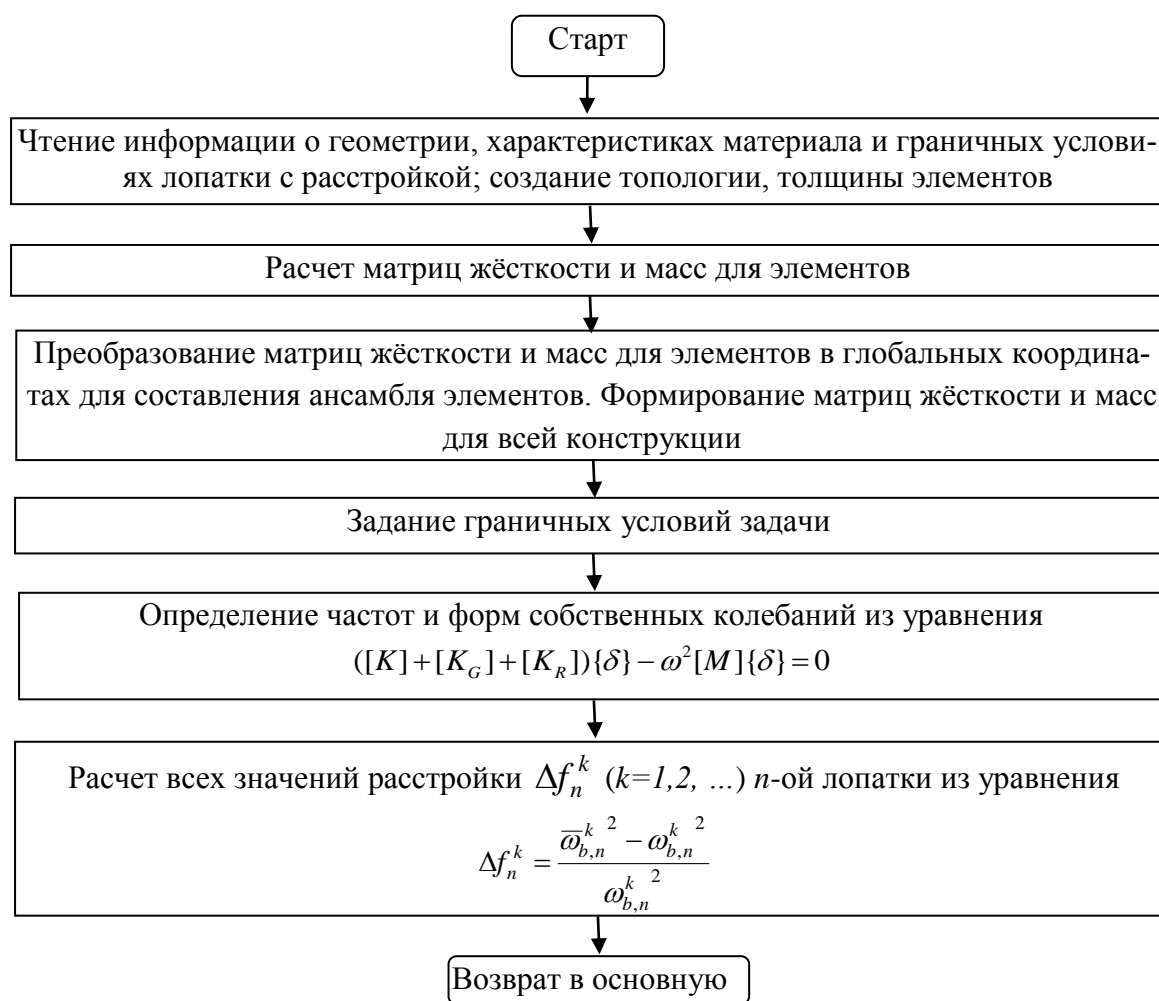 Старт
Чтение информации о геометрии, характеристиках материала и граничных услови-
ях лопатки с расстройкой; создание топологии, толщины элементов
Расчет матриц жёсткости и масс для элементов
Преобразование матриц жёсткости и масс для элементов в глобальных координа-
тах для составления ансамбля элементов. Формирование матриц жёсткости и масс
для всей конструкции
Задание граничных условий задачи
Определение частот и форм собственных колебаний из уравнения
([K]+[K_G]+[K_R]){δ}−ω²[M]{δ}=0
Расчет всех значений расстройки Δf_n^k (k=1,2, …) n-ой лопатки из уравнения
Δf_n^k = (ω̅_{b,n}^k ² − ω_{b,n}^k ²) / ω_{b,n}^k ²
Возврат в основную